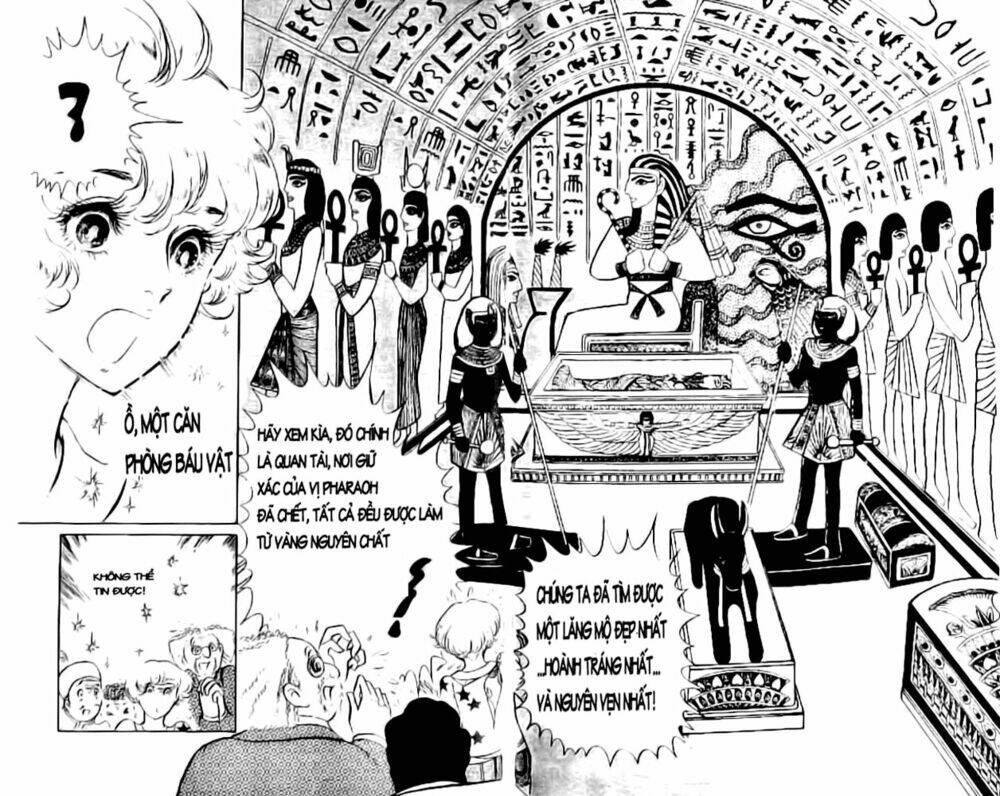 Ồ, MỘT CĂN
PHÒNG BÁU VẬT
HÃY XEM KÌA, ĐÓ CHÍNH
LÀ QUAN TÀI, NƠI GIỮ
XÁC CỦA VỊ PHARAOH
ĐÃ CHẾT, TẤT CẢ ĐỀU ĐƯỢC LÀM
TỪ VÀNG NGUYÊN CHẤT
KHÔNG THỂ
TIN ĐƯỢC!
CHÚNG TA ĐÃ TÌM ĐƯỢC
MỘT LĂNG MỘ ĐẸP NHẤT
...HOÀNH TRÁNG NHẤT...
VÀ NGUYÊN VẸN NHẤT!